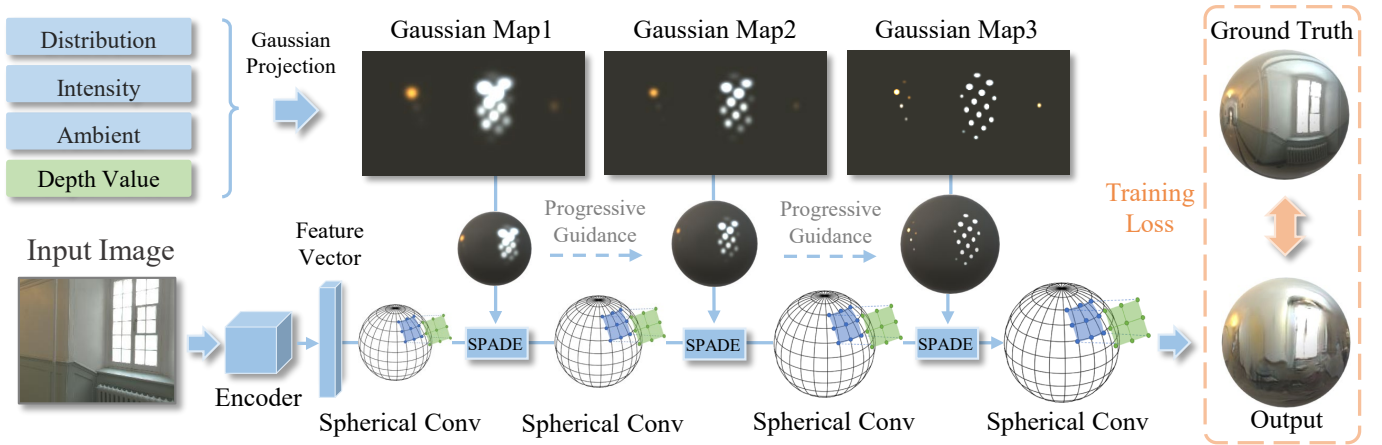 Distribution
Intensity
Ambient
Depth Value
Gaussian
Projection
Gaussian Map1
Gaussian Map2
Gaussian Map3
Ground Truth
Progressive
Guidance
Progressive
Guidance
Training
Loss
Input Image
Feature
Vector
Encoder
SPADE
SPADE
SPADE
Spherical Conv
Spherical Conv
Spherical Conv
Spherical Conv
Output